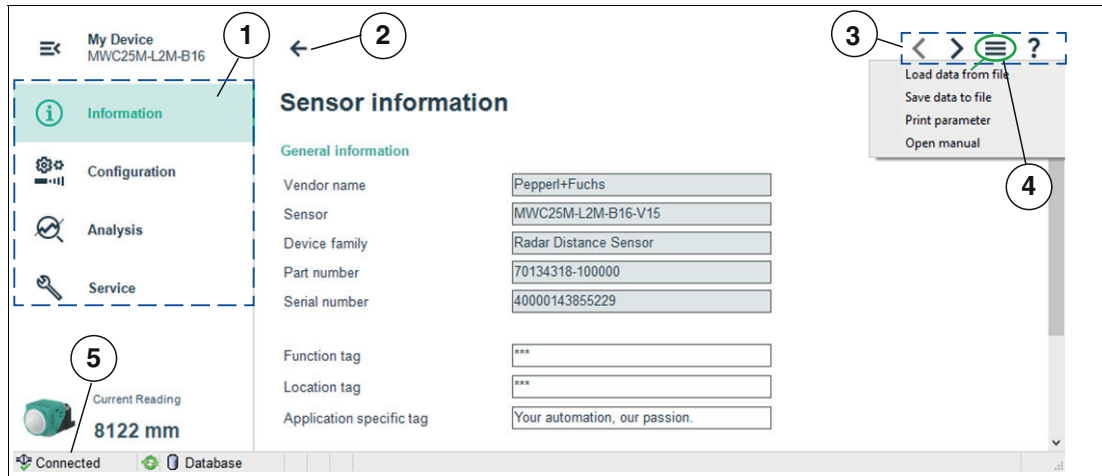 My Device
MWC25M-L2M-B16
1
2
3
?
Load data from file
Save data to file
Print parameter
Open manual
4
Information
Configuration
Analysis
Service
Sensor information
General information
Vendor name Pepperl+Fuchs
Sensor MWC25M-L2M-B16-V15
Device family Radar Distance Sensor
Part number 70134318-100000
Serial number 40000143855229
Function tag ***
Location tag ***
Application specific tag Your automation, our passion.
5
Current Reading
8122 mm
Connected Database